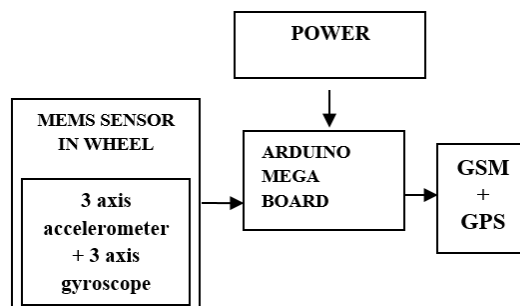 POWER
MEMS SENSOR
IN WHEEL
3 axis
accelerometer
+ 3 axis
gyroscope
ARDUINO
MEGA
BOARD
GSM
+
GPS